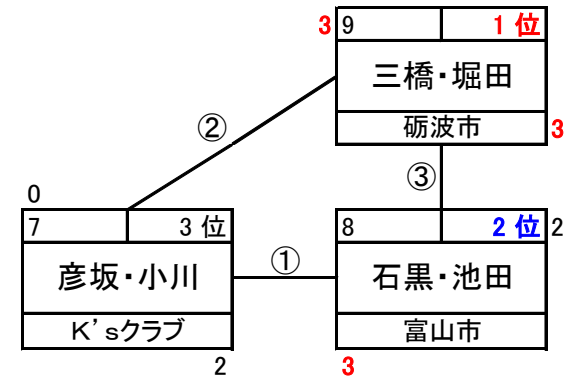 3 9 1 位
三橋・堀田
砺波市 3
②
③
0
7 3 位
8 2 位 2
彦坂・小川
①
石黒・池田
K’sクラブ
富山市
2
3